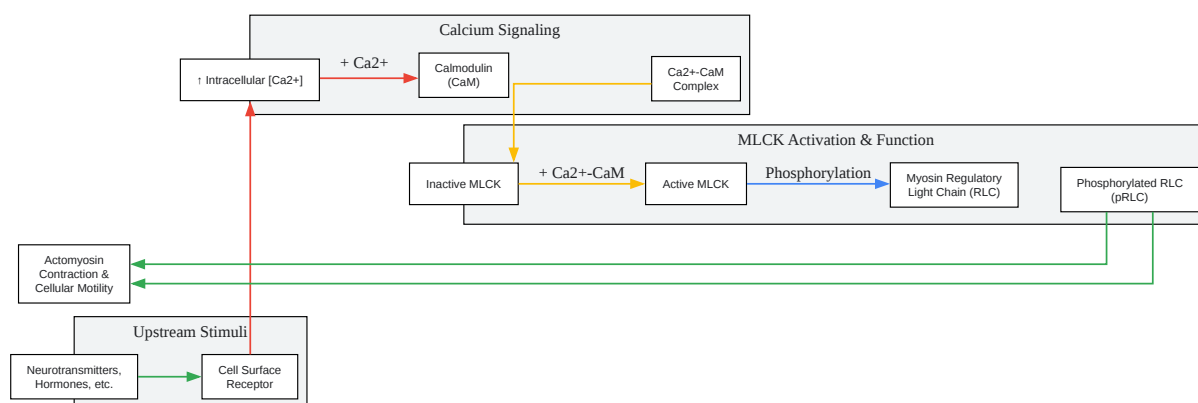 Calcium Signaling
↑ Intracellular [Ca2+]
+ Ca2+
Calmodulin
(CaM)
Ca2+-CaM
Complex
MLCK Activation & Function
Inactive MLCK
+ Ca2+-CaM
Active MLCK
Phosphorylation
Myosin Regulatory
Light Chain (RLC)
Phosphorylated RLC
(pRLC)
Actomyosin
Contraction &
Cellular Motility
Upstream Stimuli
Neurotransmitters,
Hormones, etc.
Cell Surface
Receptor